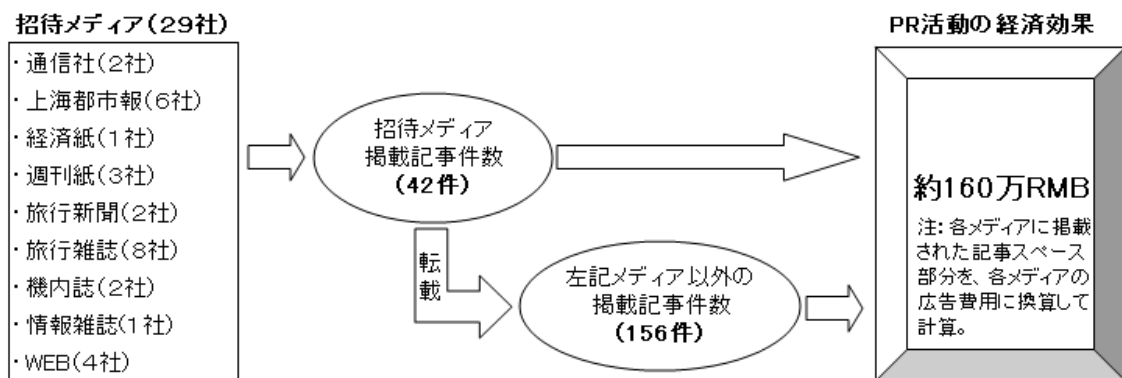 招待メディア(29社)
・通信社(2社)
・上海都市報(6社)
・経済紙(1社)
・週刊紙(3社)
・旅行新聞(2社)
・旅行雑誌(8社)
・機内誌(2社)
・情報雑誌(1社)
・WEB(4社)
招待メディア
掲載記事件数
(42件)
転載
左記メディア以外の
掲載記事件数
(156件)
PR活動の経済効果
約160万RMB
注:各メディアに掲載
された記事スペース
部分を、各メディアの
広告費用に換算して
計算。